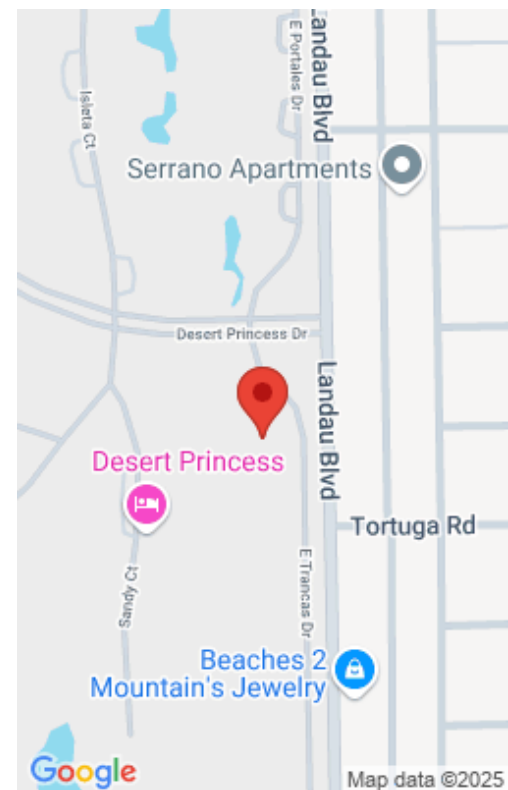 Landau Blvd
E Portales Dr
Isleta Ct
Serrano Apartments
Desert Princess Dr
Landau Blvd
Desert Princess
Tortuga Rd
Sandy Ct
E Trancas Dr
Beaches 2
Mountain's Jewelry
Google
Map data ©2025